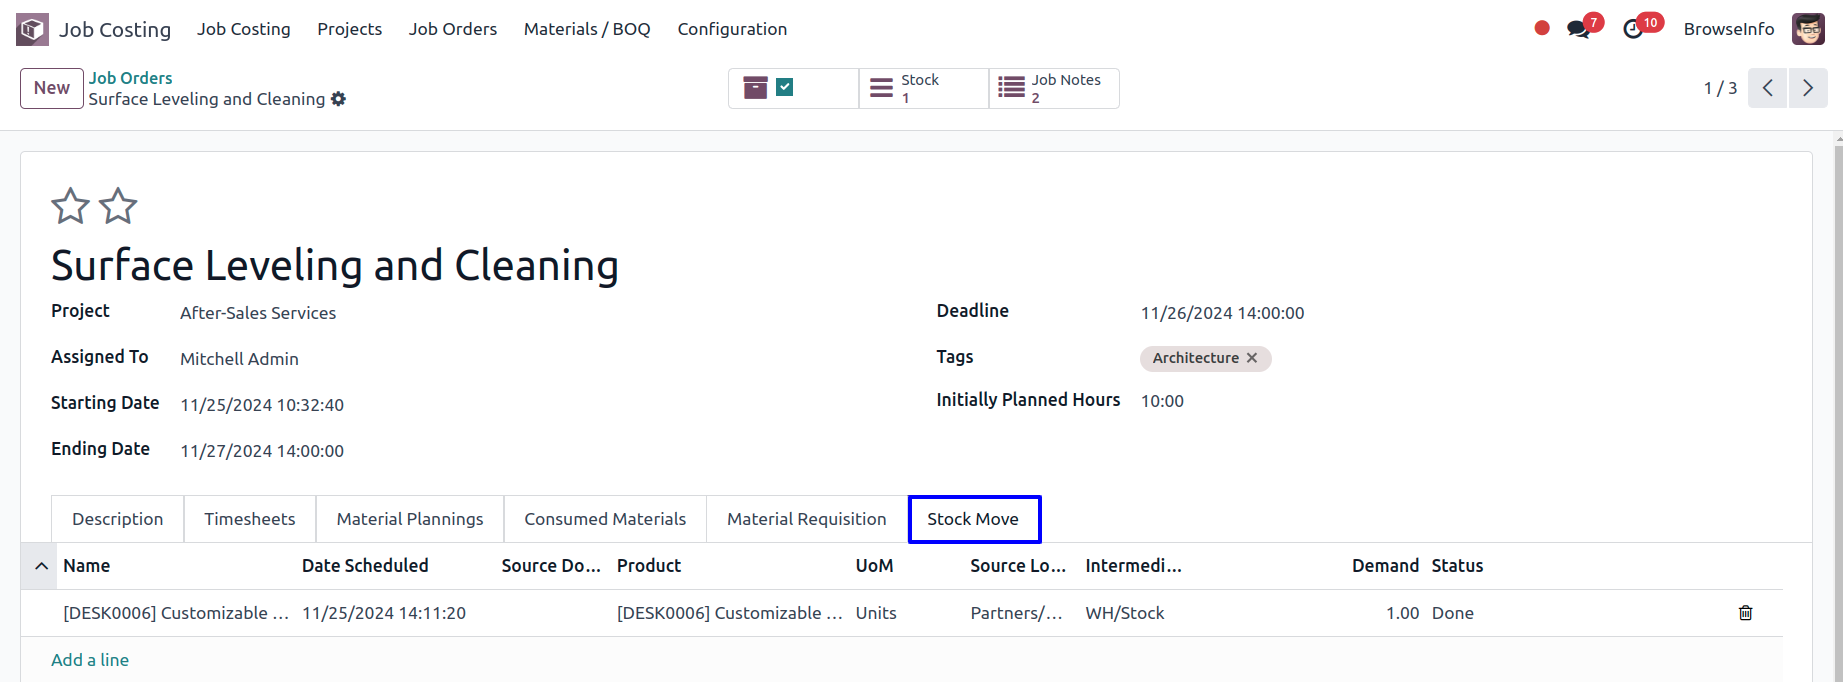 Job Costing Job Costing Projects Job Orders Materials / BOQ Configuration 7 10 BrowseInfo
New Job Orders Stock Job Notes 1 / 3
Surface Leveling and Cleaning 1 2
Surface Leveling and Cleaning
Project After-Sales Services Deadline 11/26/2024 14:00:00
Assigned To Mitchell Admin Tags Architecture ✕
Starting Date 11/25/2024 10:32:40 Initially Planned Hours 10:00
Ending Date 11/27/2024 14:00:00
Description Timesheets Material Plannings Consumed Materials Material Requisition Stock Move
Name Date Scheduled Source Do... Product UoM Source Lo... Intermedi... Demand Status
[DESK0006] Customizable ... 11/25/2024 14:11:20 [DESK0006] Customizable ... Units Partners/... WH/Stock 1.00 Done
Add a line